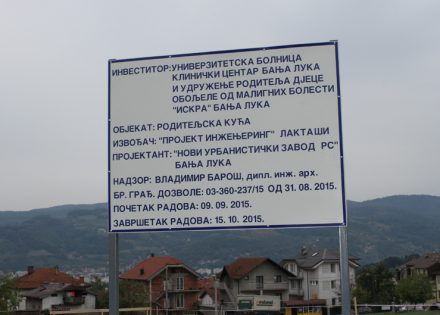 ИНВЕСТИТОР:УНИВЕРЗИТЕТСКА БОЛНИЦА
КЛИНИЧКИ ЦЕНТАР БАЊА ЛУКА
И УДРУЖЕЊЕ РОДИТЕЉА ДЈЕЦЕ
ОБОЉЕЛЕ ОД МАЛИГНИХ БОЛЕСТИ
"ИСКРА" БАЊА ЛУКА
ОБЈЕКАТ: РОДИТЕЉСКА КУЋА
ИЗВОЂАЧ: "ПРОЈЕКТ ИНЖЕЊЕРИНГ" ЛАКТАШИ
ПРОЈЕКТАНТ: "НОВИ УРБАНИСТИЧКИ ЗАВОД РС"
БАЊА ЛУКА
НАДЗОР: ВЛАДИМИР БАРОШ, дипл. инж. арх.
БР. ГРАЂ. ДОЗВОЛЕ: 03-360-237/15 ОД 31. 08. 2015.
ПОЧЕТАК РАДОВА: 09. 09. 2015.
ЗАВРШЕТАК РАДОВА: 15. 10. 2015.